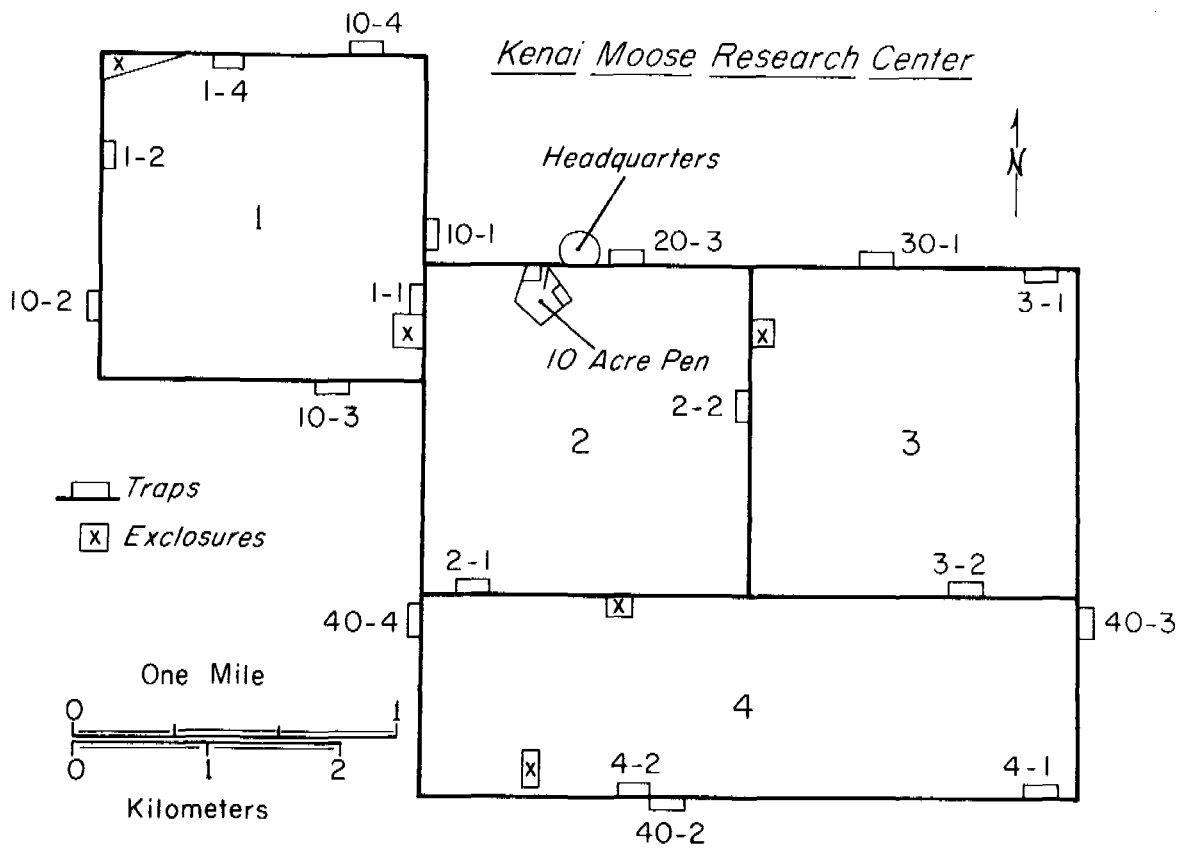 10-4
Kenai Moose Research Center
X
1-4
1-2
N
Headquarters
1
10-1
20-3
30-1
10-2
1-1
3-1
X
X
10 Acre Pen
10-3
2-2
2
3
Traps
X Exclosures
2-1
3-2
X
40-4
40-3
One Mile
0 1
4
0 1 2
Kilometers
X
4-2
4-1
40-2